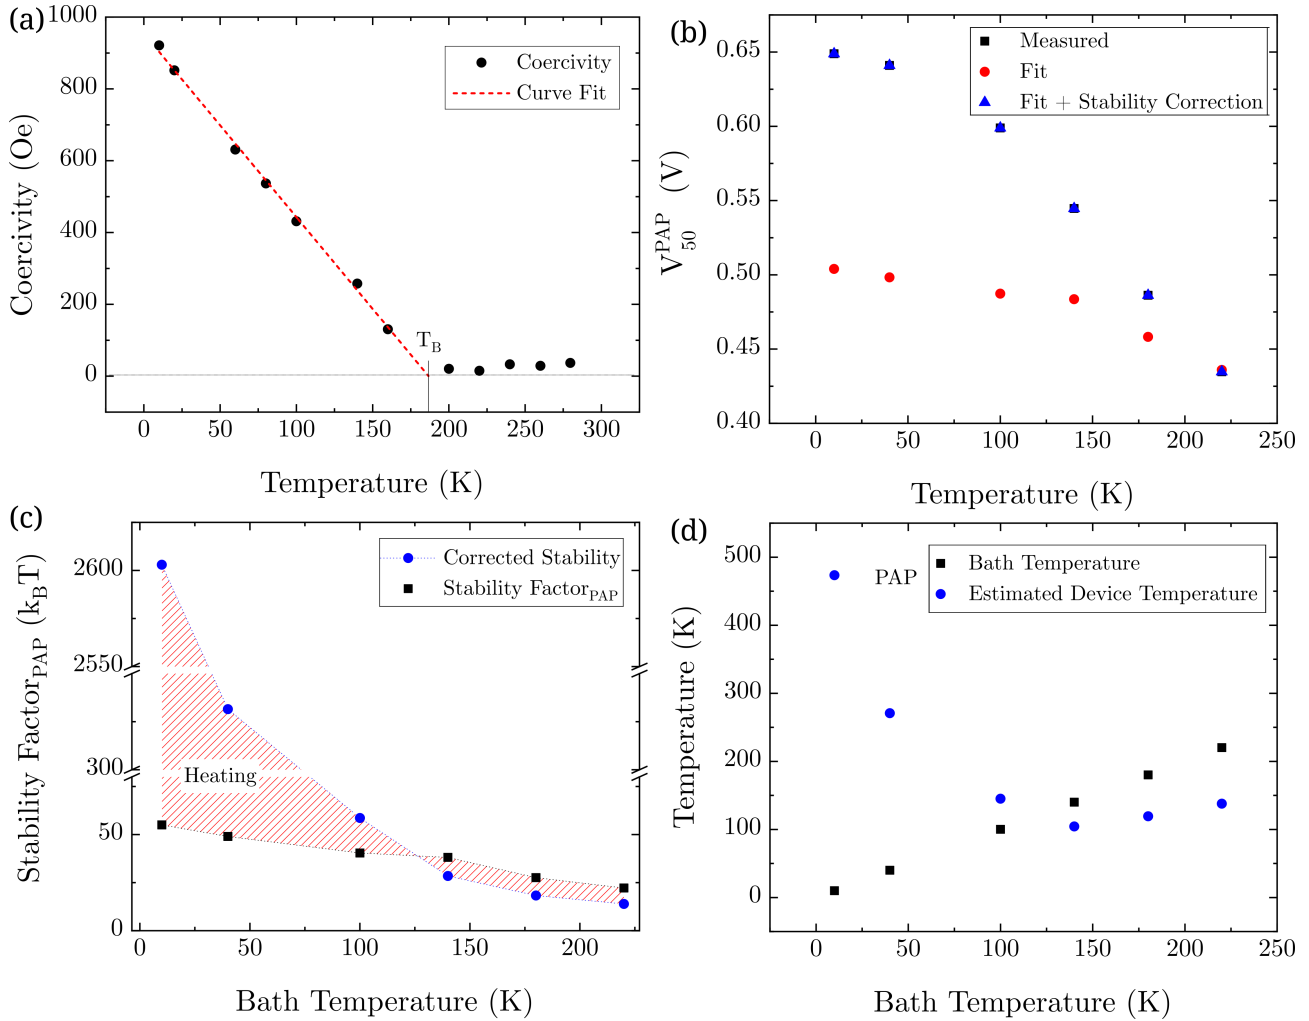 (a)
1000
800
600
400
200
0
Coercivity (Oe)
Coercivity
Curve Fit
T_B
0 50 100 150 200 250 300
Temperature (K)
(b)
0.65
0.60
0.55
0.50
0.45
0.40
V_50^PAP (V)
Measured
Fit
Fit + Stability Correction
0 50 100 150 200 250
Temperature (K)
(c)
2600
2550
300
50
0
Stability Factor_PAP (k_BT)
Corrected Stability
Stability Factor_PAP
Heating
0 50 100 150 200
Bath Temperature (K)
(d)
500
400
300
200
100
0
Temperature (K)
PAP
Bath Temperature
Estimated Device Temperature
0 50 100 150 200 250
Bath Temperature (K)